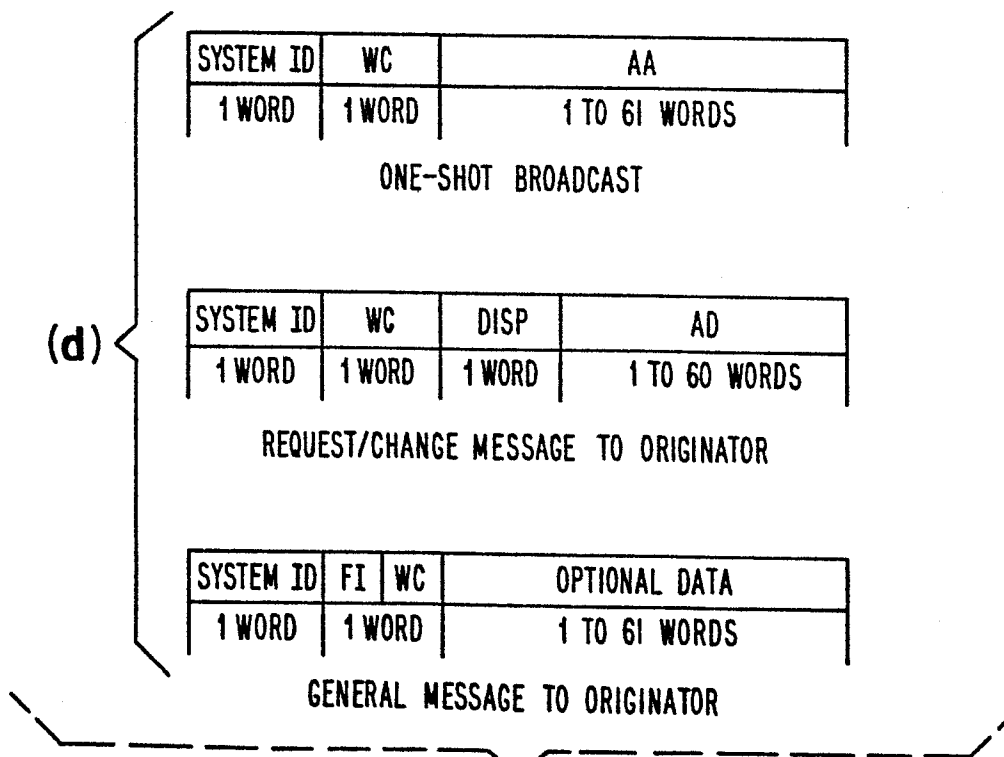 SYSTEM ID WC AA
1 WORD 1 WORD 1 TO 61 WORDS
ONE-SHOT BROADCAST
(d)
SYSTEM ID WC DISP AD
1 WORD 1 WORD 1 WORD 1 TO 60 WORDS
REQUEST/CHANGE MESSAGE TO ORIGINATOR
SYSTEM ID FI WC OPTIONAL DATA
1 WORD 1 WORD 1 TO 61 WORDS
GENERAL MESSAGE TO ORIGINATOR